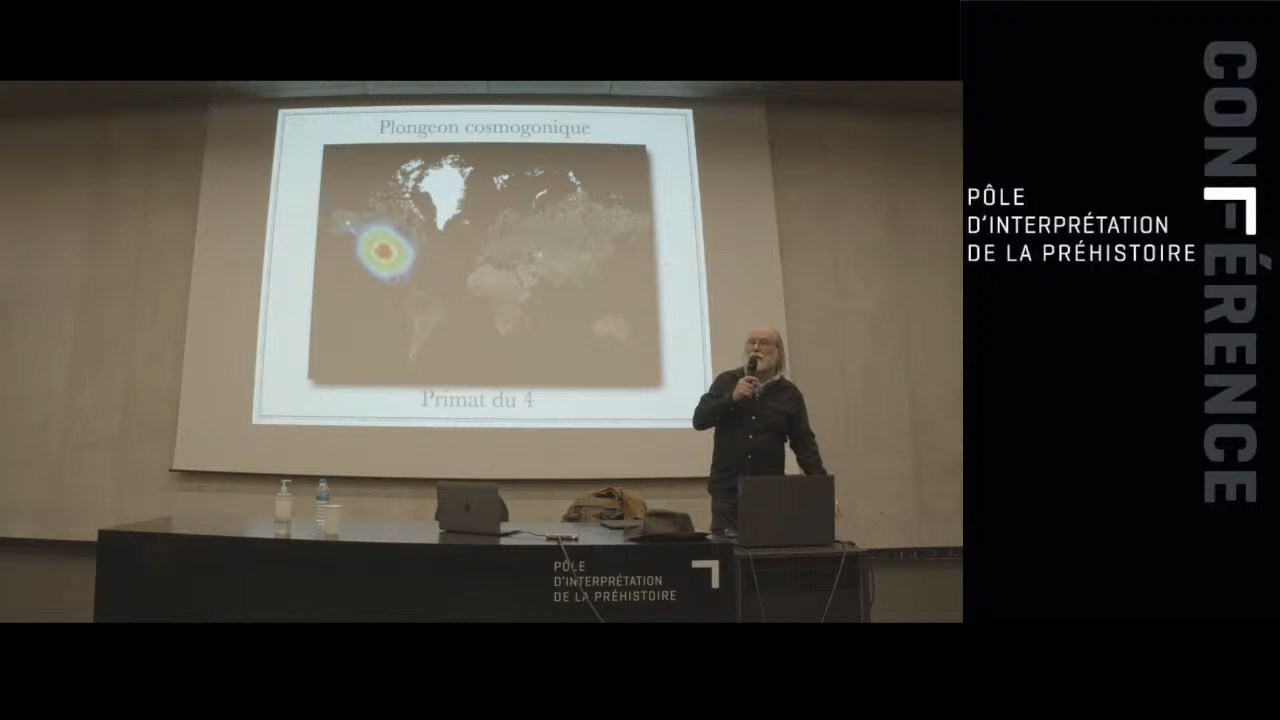 Plongeon cosmogonique
Primat du 4
PÔLE
D'INTERPRÉTATION
DE LA PRÉHISTOIRE
PÔLE
D'INTERPRÉTATION
DE LA PRÉHISTOIRE
CONFÉRENCE